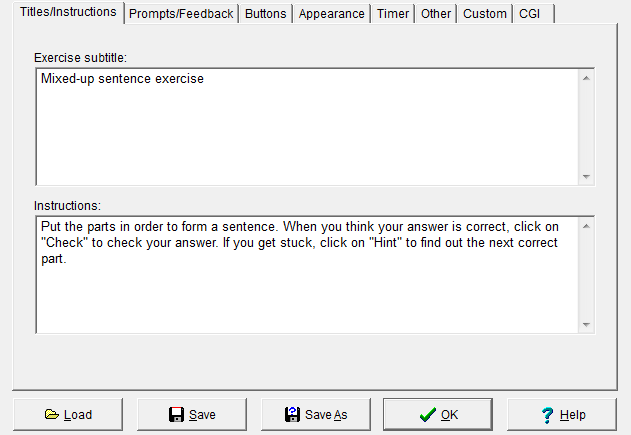 Titles/Instructions Prompts/Feedback Buttons Appearance Timer Other Custom CGI
Exercise subtitle:
Mixed-up sentence exercise
Instructions:
Put the parts in order to form a sentence. When you think your answer is correct, click on
"Check" to check your answer. If you get stuck, click on "Hint" to find out the next correct
part.
Load Save Save As OK Help